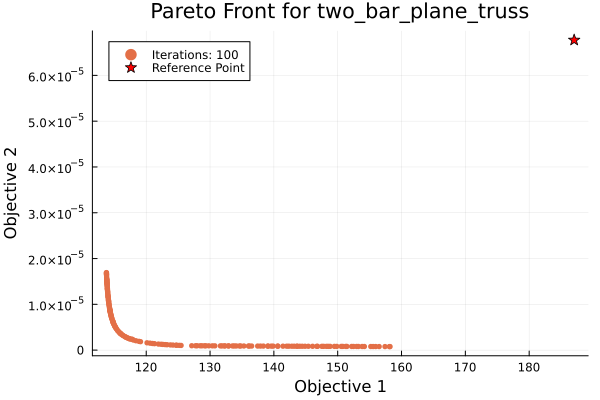 Pareto Front for two_bar_plane_truss
Iterations: 100
Reference Point
6.0×10⁻⁵
5.0×10⁻⁵
4.0×10⁻⁵
3.0×10⁻⁵
2.0×10⁻⁵
1.0×10⁻⁵
0
Objective 2
120 130 140 150 160 170 180
Objective 1